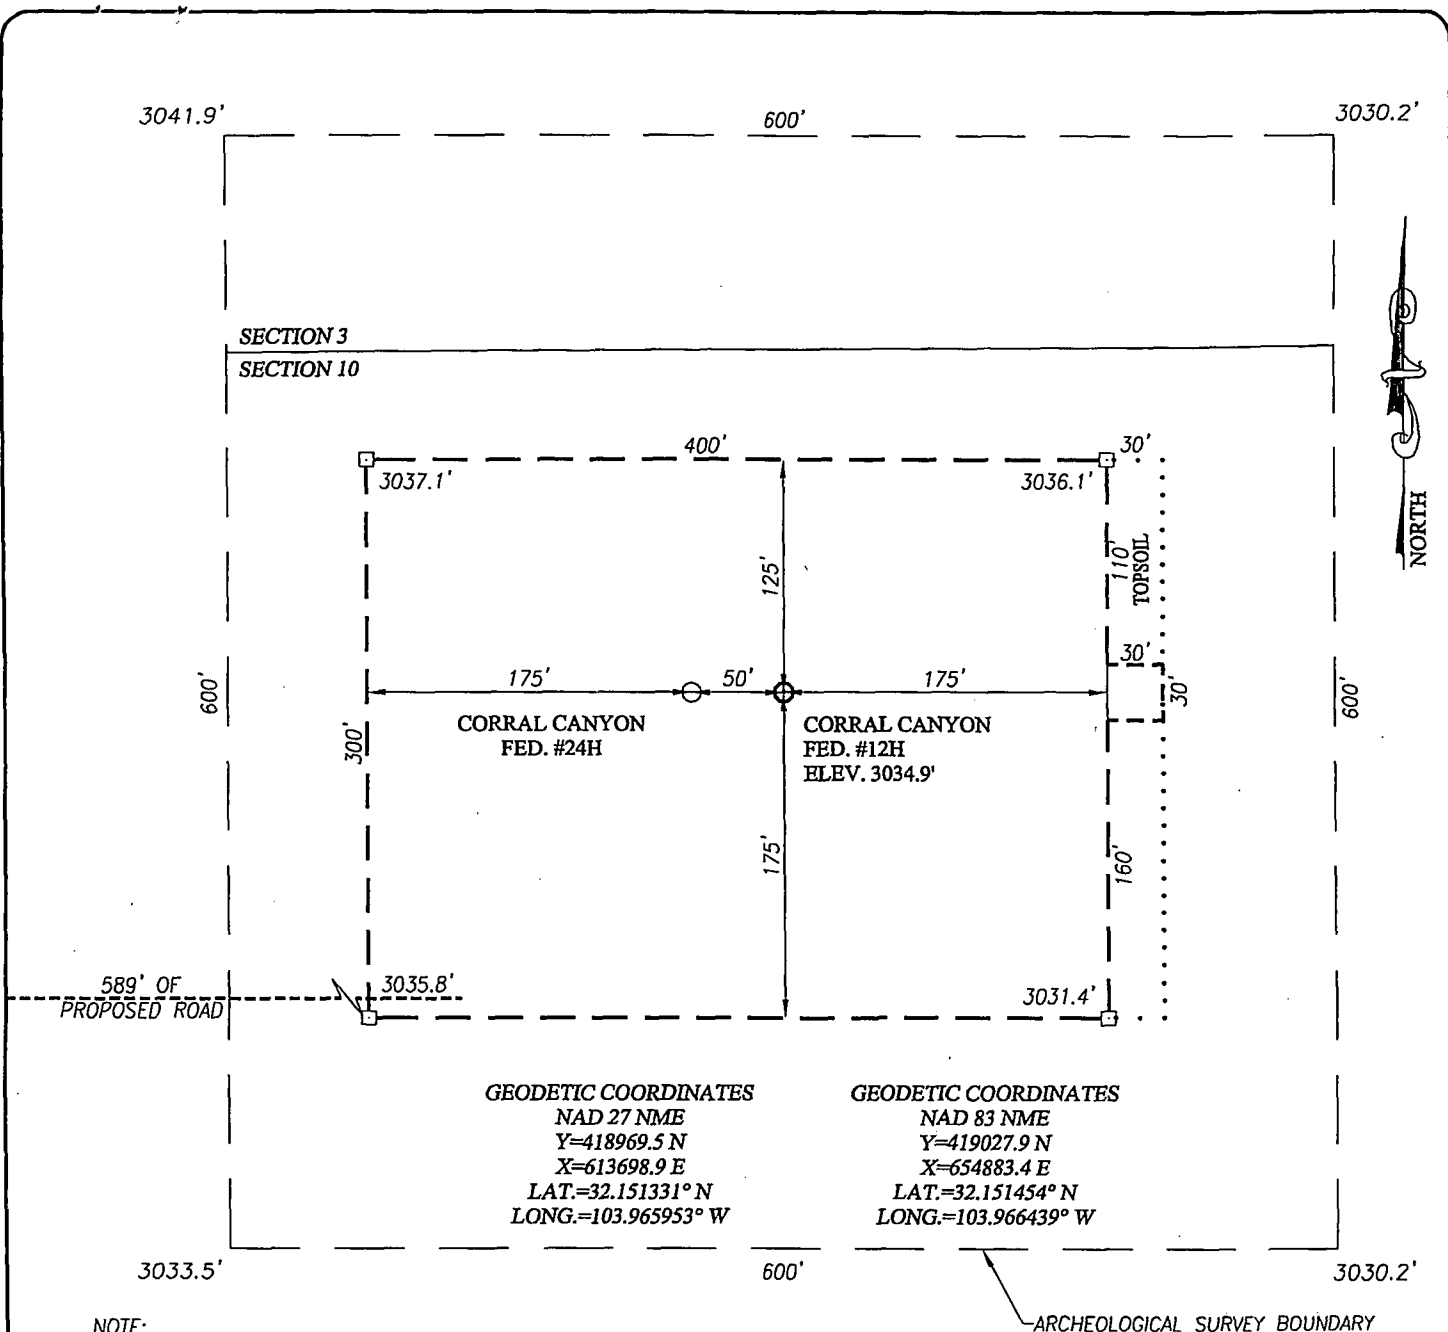 3041.9'
600'
3030.2'
SECTION 3
SECTION 10
400'
30'
3037.1'
3036.1'
110'
TOPSOIL
125'
NORTH
30'
30'
175'
50'
175'
600'
600'
300'
CORRAL CANYON
FED. #24H
CORRAL CANYON
FED. #12H
ELEV. 3034.9'
175'
160'
589' OF
PROPOSED ROAD
3035.8'
3031.4'
GEODETIC COORDINATES
NAD 27 NME
Y=418969.5 N
X=613698.9 E
LAT.=32.151331° N
LONG.=103.965953° W
GEODETIC COORDINATES
NAD 83 NME
Y=419027.9 N
X=654883.4 E
LAT.=32.151454° N
LONG.=103.966439° W
3033.5'
600'
3030.2'
NOTE:
ARCHEOLOGICAL SURVEY BOUNDARY